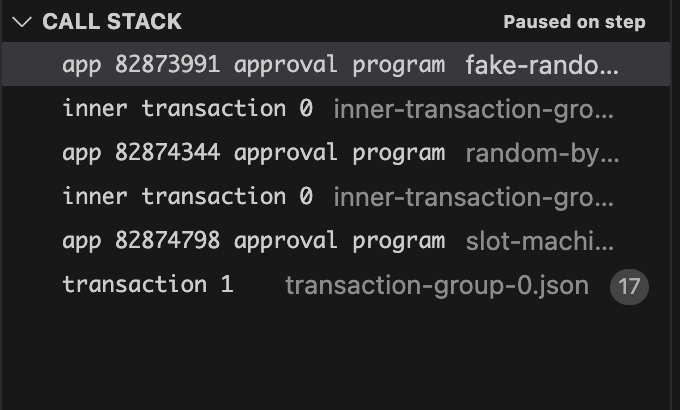 CALL STACK Paused on step
app 82873991 approval program fake-rando...
inner transaction 0 inner-transaction-gro...
app 82874344 approval program random-by...
inner transaction 0 inner-transaction-gro...
app 82874798 approval program slot-machi...
transaction 1 transaction-group-0.json 17